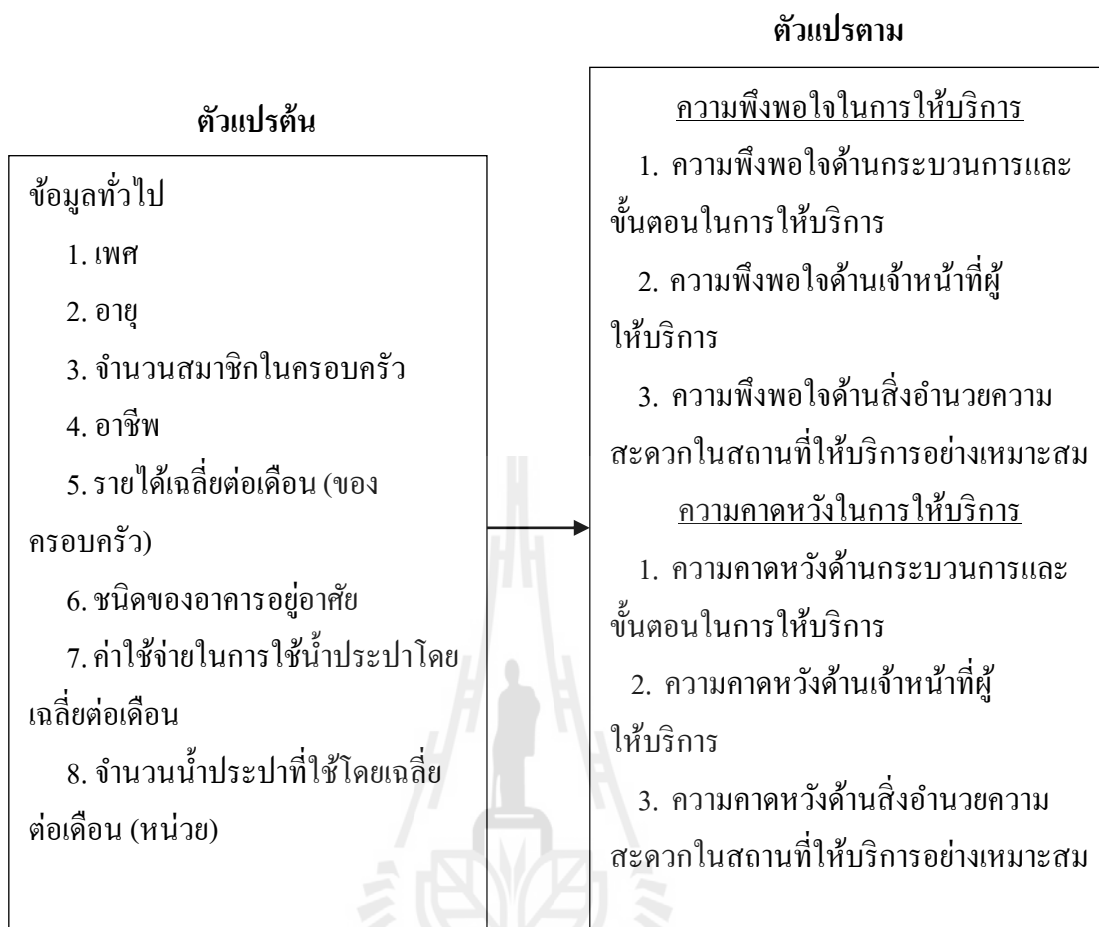 ตัวแปรต้น
ข้อมูลทั่วไป
1. เพศ
2. อายุ
3. จำนวนสมาชิกในครอบครัว
4. อาชีพ
5. รายได้เฉลี่ยต่อเดือน (ของ
ครอบครัว)
6. ชนิดของอาคารอยู่อาศัย
7. ค่าใช้จ่ายในการใช้น้ำประปาโดย
เฉลี่ยต่อเดือน
8. จำนวนน้ำประปาที่ใช้โดยเฉลี่ย
ต่อเดือน (หน่วย)
ตัวแปรตาม
ความพึงพอใจในการให้บริการ
1. ความพึงพอใจด้านกระบวนการและ
ขั้นตอนในการให้บริการ
2. ความพึงพอใจด้านเจ้าหน้าที่ผู้
ให้บริการ
3. ความพึงพอใจด้านสิ่งอำนวยความ
สะดวกในสถานที่ให้บริการอย่างเหมาะสม
ความคาดหวังในการให้บริการ
1. ความคาดหวังด้านกระบวนการและ
ขั้นตอนในการให้บริการ
2. ความคาดหวังด้านเจ้าหน้าที่ผู้
ให้บริการ
3. ความคาดหวังด้านสิ่งอำนวยความ
สะดวกในสถานที่ให้บริการอย่างเหมาะสม